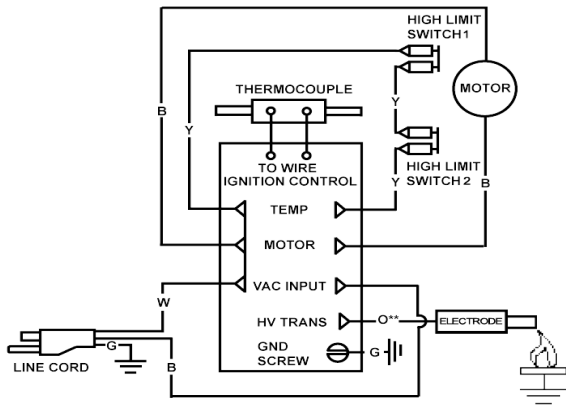 HIGH LIMIT
SWITCH 1
THERMOCOUPLE
MOTOR
B
Y
Y
TO WIRE
IGNITION CONTROL
HIGH LIMIT
SWITCH 2
Y
B
TEMP
MOTOR
VAC INPUT
W
HV TRANS
O**
ELECTRODE
GND
SCREW
G
G
LINE CORD
B